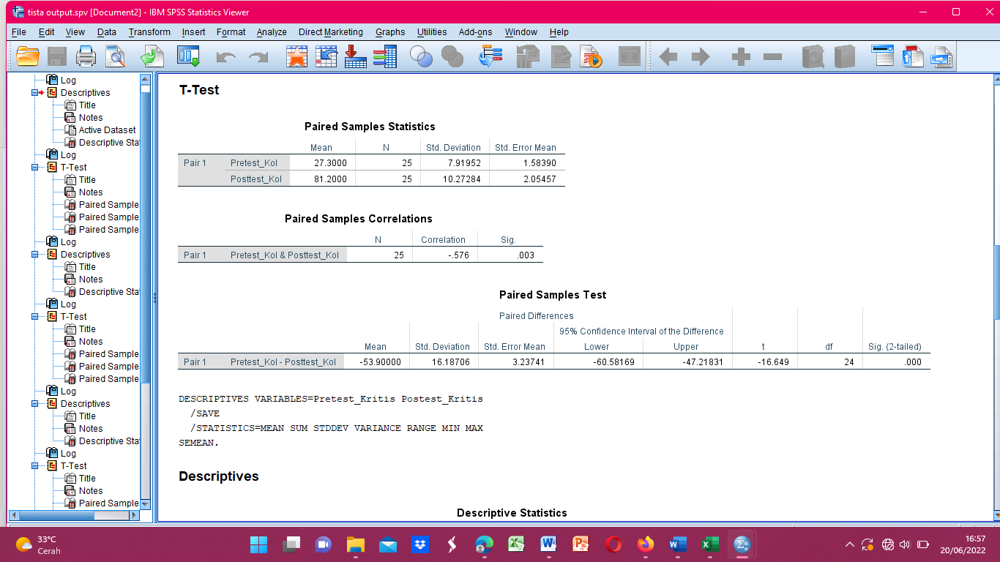 tista output.spv [Document2] - IBM SPSS Statistics Viewer
File Edit View Data Transform Insert Format Analyze Direct Marketing Graphs Utilities Add-ons Window Help
Log
Descriptives
Title
Notes
Active Dataset
Descriptive Stat
Log
T-Test
Title
Notes
Paired Sample
Paired Sample
Paired Sample
Log
Descriptives
Title
Notes
Descriptive Stat
Log
T-Test
Title
Notes
Paired Sample
Paired Sample
Paired Sample
Log
Descriptives
Title
Notes
Descriptive Stat
Log
T-Test
Title
Notes
Paired Sample
T-Test
Paired Samples Statistics
Mean N Std. Deviation Std. Error Mean
Pair 1 Pretest_Kol 27.3000 25 7.91952 1.58390
Posttest_Kol 81.2000 25 10.27284 2.05457
Paired Samples Correlations
N Correlation Sig.
Pair 1 Pretest_Kol & Posttest_Kol 25 -.576 .003
Paired Samples Test
Paired Differences
95% Confidence Interval of the Difference
Mean Std. Deviation Std. Error Mean Lower Upper t df Sig. (2-tailed)
Pair 1 Pretest_Kol - Posttest_Kol -53.90000 16.18706 3.23741 -60.58169 -47.21831 -16.649 24 .000
DESCRIPTIVES VARIABLES=Pretest_Kritis Postest_Kritis
/SAVE
/STATISTICS=MEAN SUM STDDEV VARIANCE RANGE MIN MAX
SEMEAN.
Descriptives
Descriptive Statistics
33°C
Cerah
16:57
20/06/2022